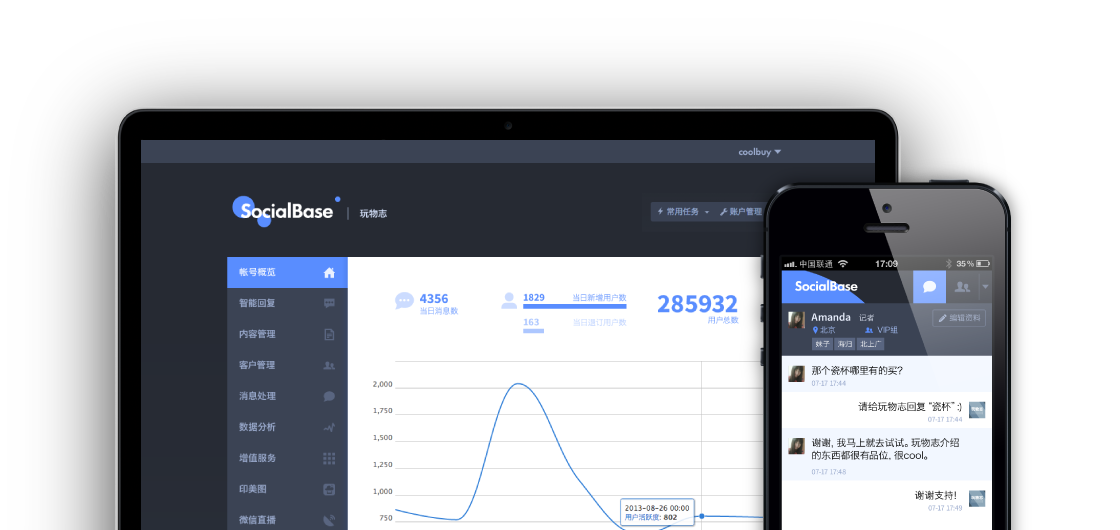 coolbuy
SocialBase
玩物志
常用任务
账户管理
帐号概览
智能回复
内容管理
客户管理
消息处理
数据分析
增值服务
印美图
微信直播
4356
当日消息数
1829
当日新增用户数
163
当日退订用户数
285932
用户总数
2,000
1,750
1,500
1,250
1,000
750
2013-08-26 00:00
用户活跃度: 802
中国联通
17:09
35%
SocialBase
Amanda 记者
编辑资料
北京
VIP组
妹子 海归 北上广
那个瓷杯哪里有的买?
07-17 17:44
请给玩物志回复 “瓷杯” :)
07-17 17:44
谢谢, 我马上就去试试。玩物志介绍
的东西都很有品位, 很cool。
07-17 17:48
谢谢支持!
07-17 17:49